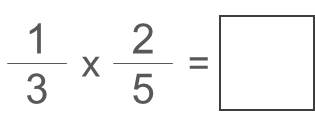 1/3 x 2/5 =